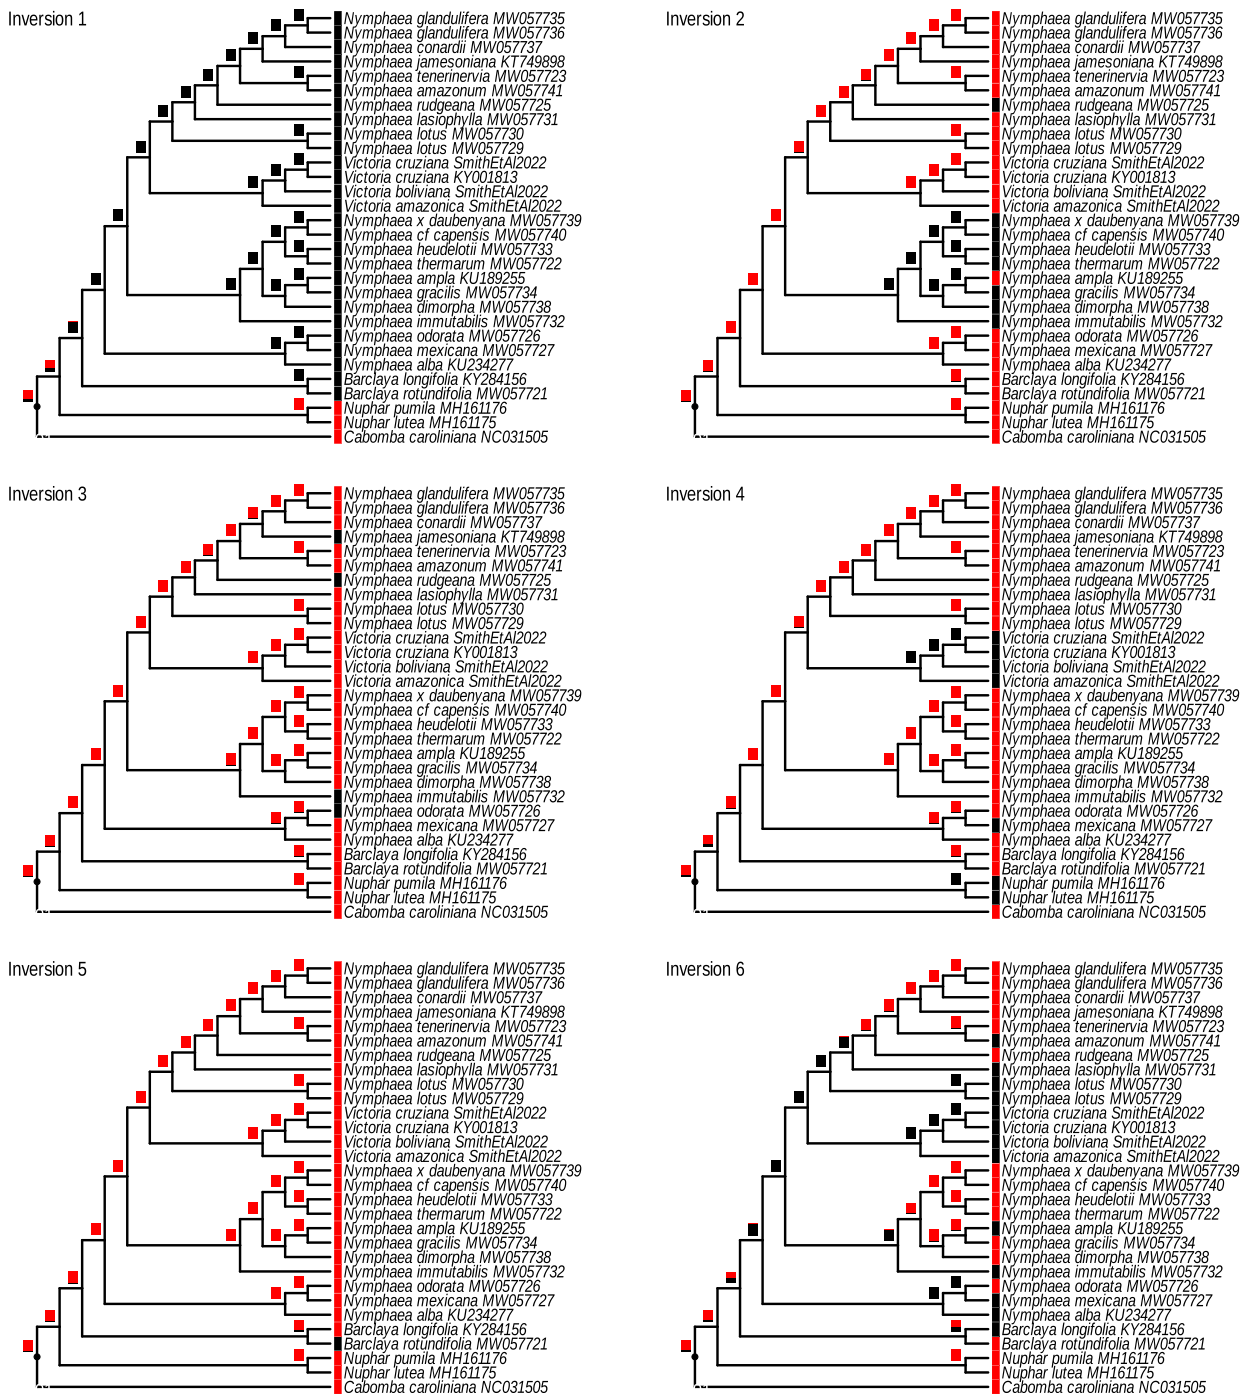 Inversion 1
Nymphaea glandulifera MW057735
Nymphaea glandulifera MW057736
Nymphaea conardii MW057737
Nymphaea jamesoniana KT749898
Nymphaea tenerinervia MW057723
Nymphaea amazonum MW057741
Nymphaea rudgeana MW057725
Nymphaea lasiophylla MW057731
Nymphaea lotus MW057730
Nymphaea lotus MW057729
Victoria cruziana SmithEtAl2022
Victoria cruziana KY001813
Victoria boliviana SmithEtAl2022
Victoria amazonica SmithEtAl2022
Nymphaea x daubenyana MW057739
Nymphaea cf capensis MW057740
Nymphaea heudelotii MW057733
Nymphaea thermarum MW057722
Nymphaea ampla KU189255
Nymphaea gracilis MW057734
Nymphaea dimorpha MW057738
Nymphaea immutabilis MW057732
Nymphaea odorata MW057726
Nymphaea mexicana MW057727
Nymphaea alba KU234277
Barclaya longifolia KY284156
Barclaya rotundifolia MW057721
Nuphar pumila MH161176
Nuphar lutea MH161175
Cabomba caroliniana NC031505
Inversion 2
Nymphaea glandulifera MW057735
Nymphaea glandulifera MW057736
Nymphaea conardii MW057737
Nymphaea jamesoniana KT749898
Nymphaea tenerinervia MW057723
Nymphaea amazonum MW057741
Nymphaea rudgeana MW057725
Nymphaea lasiophylla MW057731
Nymphaea lotus MW057730
Nymphaea lotus MW057729
Victoria cruziana SmithEtAl2022
Victoria cruziana KY001813
Victoria boliviana SmithEtAl2022
Victoria amazonica SmithEtAl2022
Nymphaea x daubenyana MW057739
Nymphaea cf capensis MW057740
Nymphaea heudelotii MW057733
Nymphaea thermarum MW057722
Nymphaea ampla KU189255
Nymphaea gracilis MW057734
Nymphaea dimorpha MW057738
Nymphaea immutabilis MW057732
Nymphaea odorata MW057726
Nymphaea mexicana MW057727
Nymphaea alba KU234277
Barclaya longifolia KY284156
Barclaya rotundifolia MW057721
Nuphar pumila MH161176
Nuphar lutea MH161175
Cabomba caroliniana NC031505
Inversion 3
Nymphaea glandulifera MW057735
Nymphaea glandulifera MW057736
Nymphaea conardii MW057737
Nymphaea jamesoniana KT749898
Nymphaea tenerinervia MW057723
Nymphaea amazonum MW057741
Nymphaea rudgeana MW057725
Nymphaea lasiophylla MW057731
Nymphaea lotus MW057730
Nymphaea lotus MW057729
Victoria cruziana SmithEtAl2022
Victoria cruziana KY001813
Victoria boliviana SmithEtAl2022
Victoria amazonica SmithEtAl2022
Nymphaea x daubenyana MW057739
Nymphaea cf capensis MW057740
Nymphaea heudelotii MW057733
Nymphaea thermarum MW057722
Nymphaea ampla KU189255
Nymphaea gracilis MW057734
Nymphaea dimorpha MW057738
Nymphaea immutabilis MW057732
Nymphaea odorata MW057726
Nymphaea mexicana MW057727
Nymphaea alba KU234277
Barclaya longifolia KY284156
Barclaya rotundifolia MW057721
Nuphar pumila MH161176
Nuphar lutea MH161175
Cabomba caroliniana NC031505
Inversion 4
Nymphaea glandulifera MW057735
Nymphaea glandulifera MW057736
Nymphaea conardii MW057737
Nymphaea jamesoniana KT749898
Nymphaea tenerinervia MW057723
Nymphaea amazonum MW057741
Nymphaea rudgeana MW057725
Nymphaea lasiophylla MW057731
Nymphaea lotus MW057730
Nymphaea lotus MW057729
Victoria cruziana SmithEtAl2022
Victoria cruziana KY001813
Victoria boliviana SmithEtAl2022
Victoria amazonica SmithEtAl2022
Nymphaea x daubenyana MW057739
Nymphaea cf capensis MW057740
Nymphaea heudelotii MW057733
Nymphaea thermarum MW057722
Nymphaea ampla KU189255
Nymphaea gracilis MW057734
Nymphaea dimorpha MW057738
Nymphaea immutabilis MW057732
Nymphaea odorata MW057726
Nymphaea mexicana MW057727
Nymphaea alba KU234277
Barclaya longifolia KY284156
Barclaya rotundifolia MW057721
Nuphar pumila MH161176
Nuphar lutea MH161175
Cabomba caroliniana NC031505
Inversion 5
Nymphaea glandulifera MW057735
Nymphaea glandulifera MW057736
Nymphaea conardii MW057737
Nymphaea jamesoniana KT749898
Nymphaea tenerinervia MW057723
Nymphaea amazonum MW057741
Nymphaea rudgeana MW057725
Nymphaea lasiophylla MW057731
Nymphaea lotus MW057730
Nymphaea lotus MW057729
Victoria cruziana SmithEtAl2022
Victoria cruziana KY001813
Victoria boliviana SmithEtAl2022
Victoria amazonica SmithEtAl2022
Nymphaea x daubenyana MW057739
Nymphaea cf capensis MW057740
Nymphaea heudelotii MW057733
Nymphaea thermarum MW057722
Nymphaea ampla KU189255
Nymphaea gracilis MW057734
Nymphaea dimorpha MW057738
Nymphaea immutabilis MW057732
Nymphaea odorata MW057726
Nymphaea mexicana MW057727
Nymphaea alba KU234277
Barclaya longifolia KY284156
Barclaya rotundifolia MW057721
Nuphar pumila MH161176
Nuphar lutea MH161175
Cabomba caroliniana NC031505
Inversion 6
Nymphaea glandulifera MW057735
Nymphaea glandulifera MW057736
Nymphaea conardii MW057737
Nymphaea jamesoniana KT749898
Nymphaea tenerinervia MW057723
Nymphaea amazonum MW057741
Nymphaea rudgeana MW057725
Nymphaea lasiophylla MW057731
Nymphaea lotus MW057730
Nymphaea lotus MW057729
Victoria cruziana SmithEtAl2022
Victoria cruziana KY001813
Victoria boliviana SmithEtAl2022
Victoria amazonica SmithEtAl2022
Nymphaea x daubenyana MW057739
Nymphaea cf capensis MW057740
Nymphaea heudelotii MW057733
Nymphaea thermarum MW057722
Nymphaea ampla KU189255
Nymphaea gracilis MW057734
Nymphaea dimorpha MW057738
Nymphaea immutabilis MW057732
Nymphaea odorata MW057726
Nymphaea mexicana MW057727
Nymphaea alba KU234277
Barclaya longifolia KY284156
Barclaya rotundifolia MW057721
Nuphar pumila MH161176
Nuphar lutea MH161175
Cabomba caroliniana NC031505